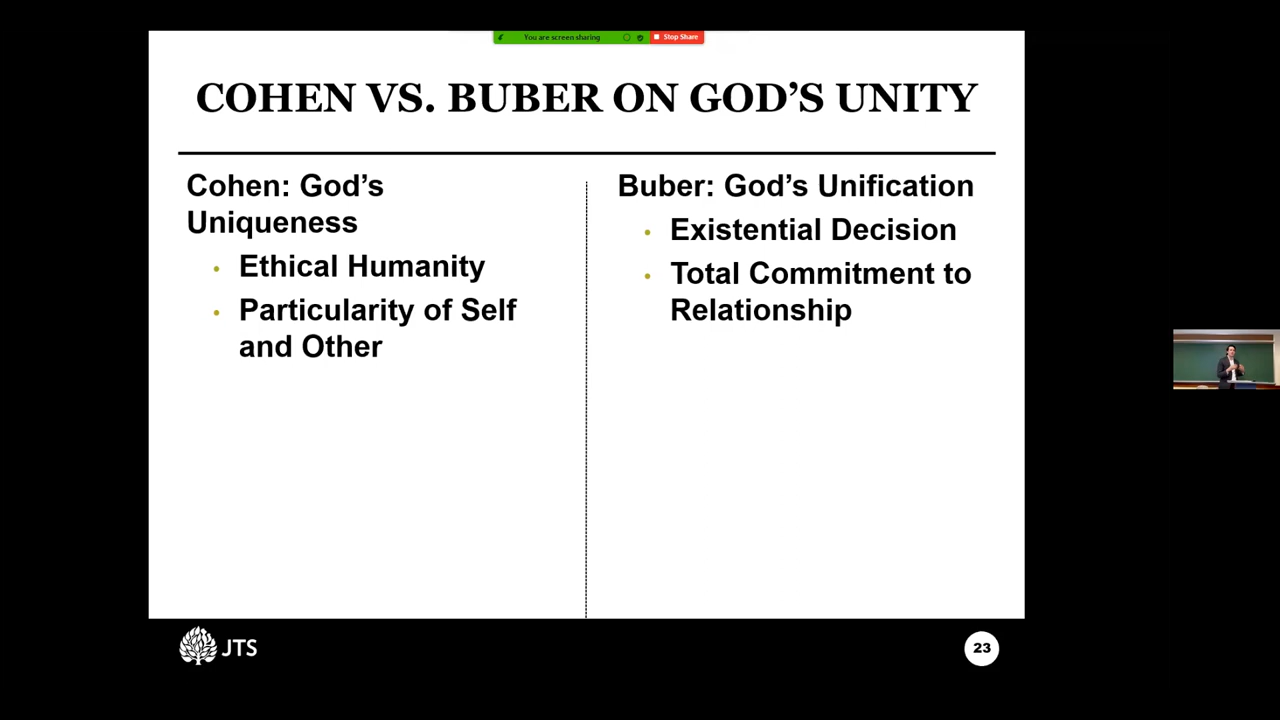 You are screen sharing
Stop Share
COHEN VS. BUBER ON GOD’S UNITY
Cohen: God’s
Uniqueness
• Ethical Humanity
• Particularity of Self
and Other
Buber: God’s Unification
• Existential Decision
• Total Commitment to
Relationship
JTS
23